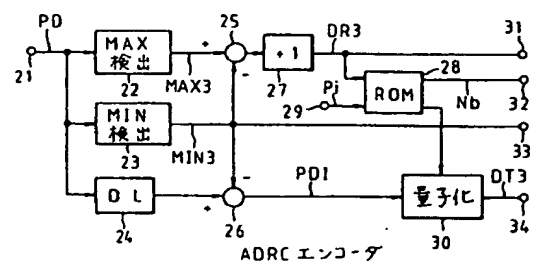 PD
21
MAX
検出
22
MAX3
+
25
-
+1
27
DR3
31
28
Pj
29
ROM
Nb
32
MIN
検出
23
MIN3
33
-
DL
24
+
26
PDI
量子化
30
DT3
34
ADRC エンコーダ